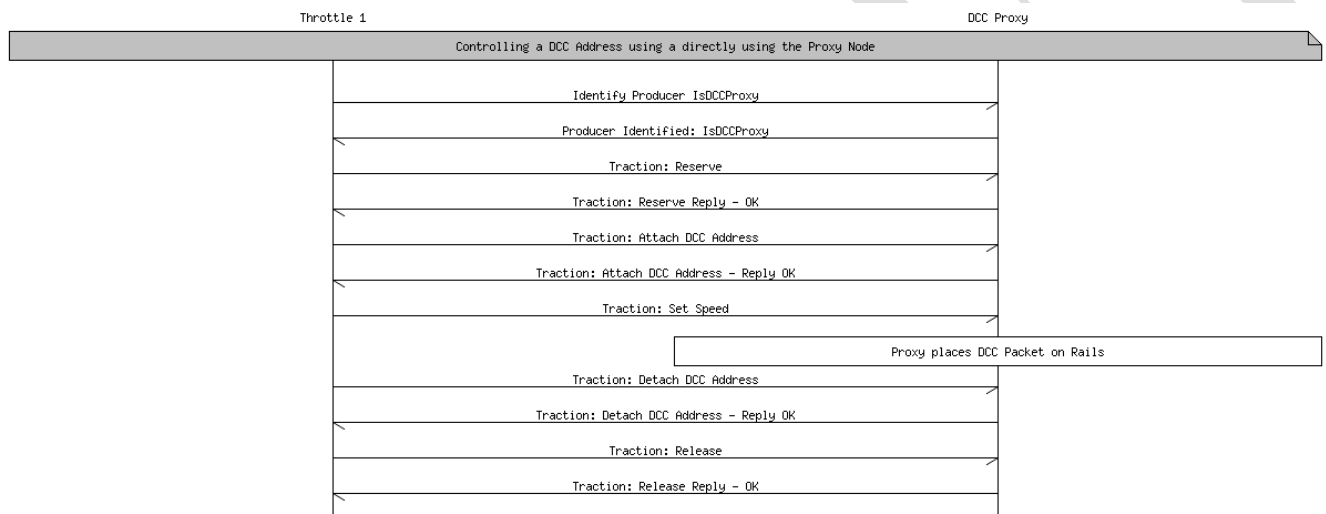 Throttle 1 DCC Proxy
Controlling a DCC Address using a directly using the Proxy Node
Identify Producer IsDCCProxy
Producer Identified: IsDCCProxy
Traction: Reserve
Traction: Reserve Reply - OK
Traction: Attach DCC Address
Traction: Attach DCC Address - Reply OK
Traction: Set Speed
Proxy places DCC Packet on Rails
Traction: Detach DCC Address
Traction: Detach DCC Address - Reply OK
Traction: Release
Traction: Release Reply - OK